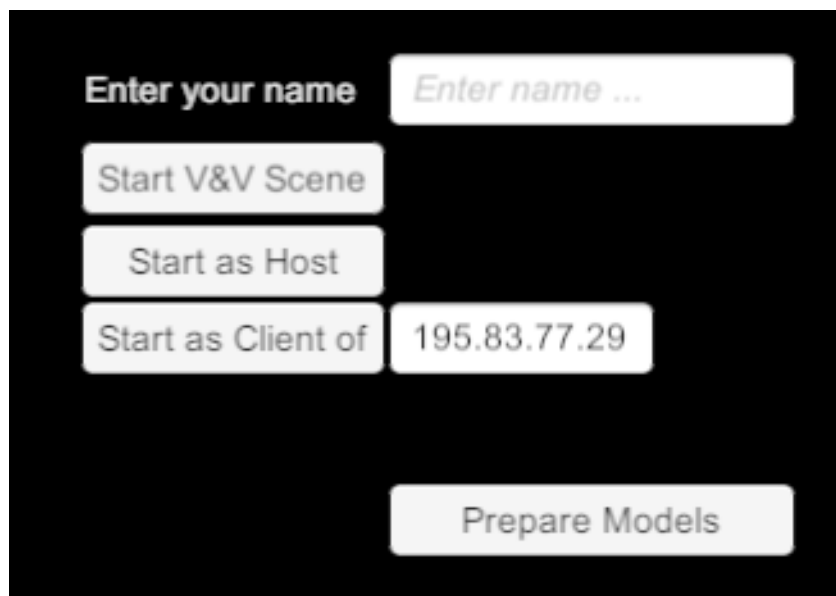 Enter your name Enter name ...
Start V&V Scene
Start as Host
Start as Client of 195.83.77.29
Prepare Models